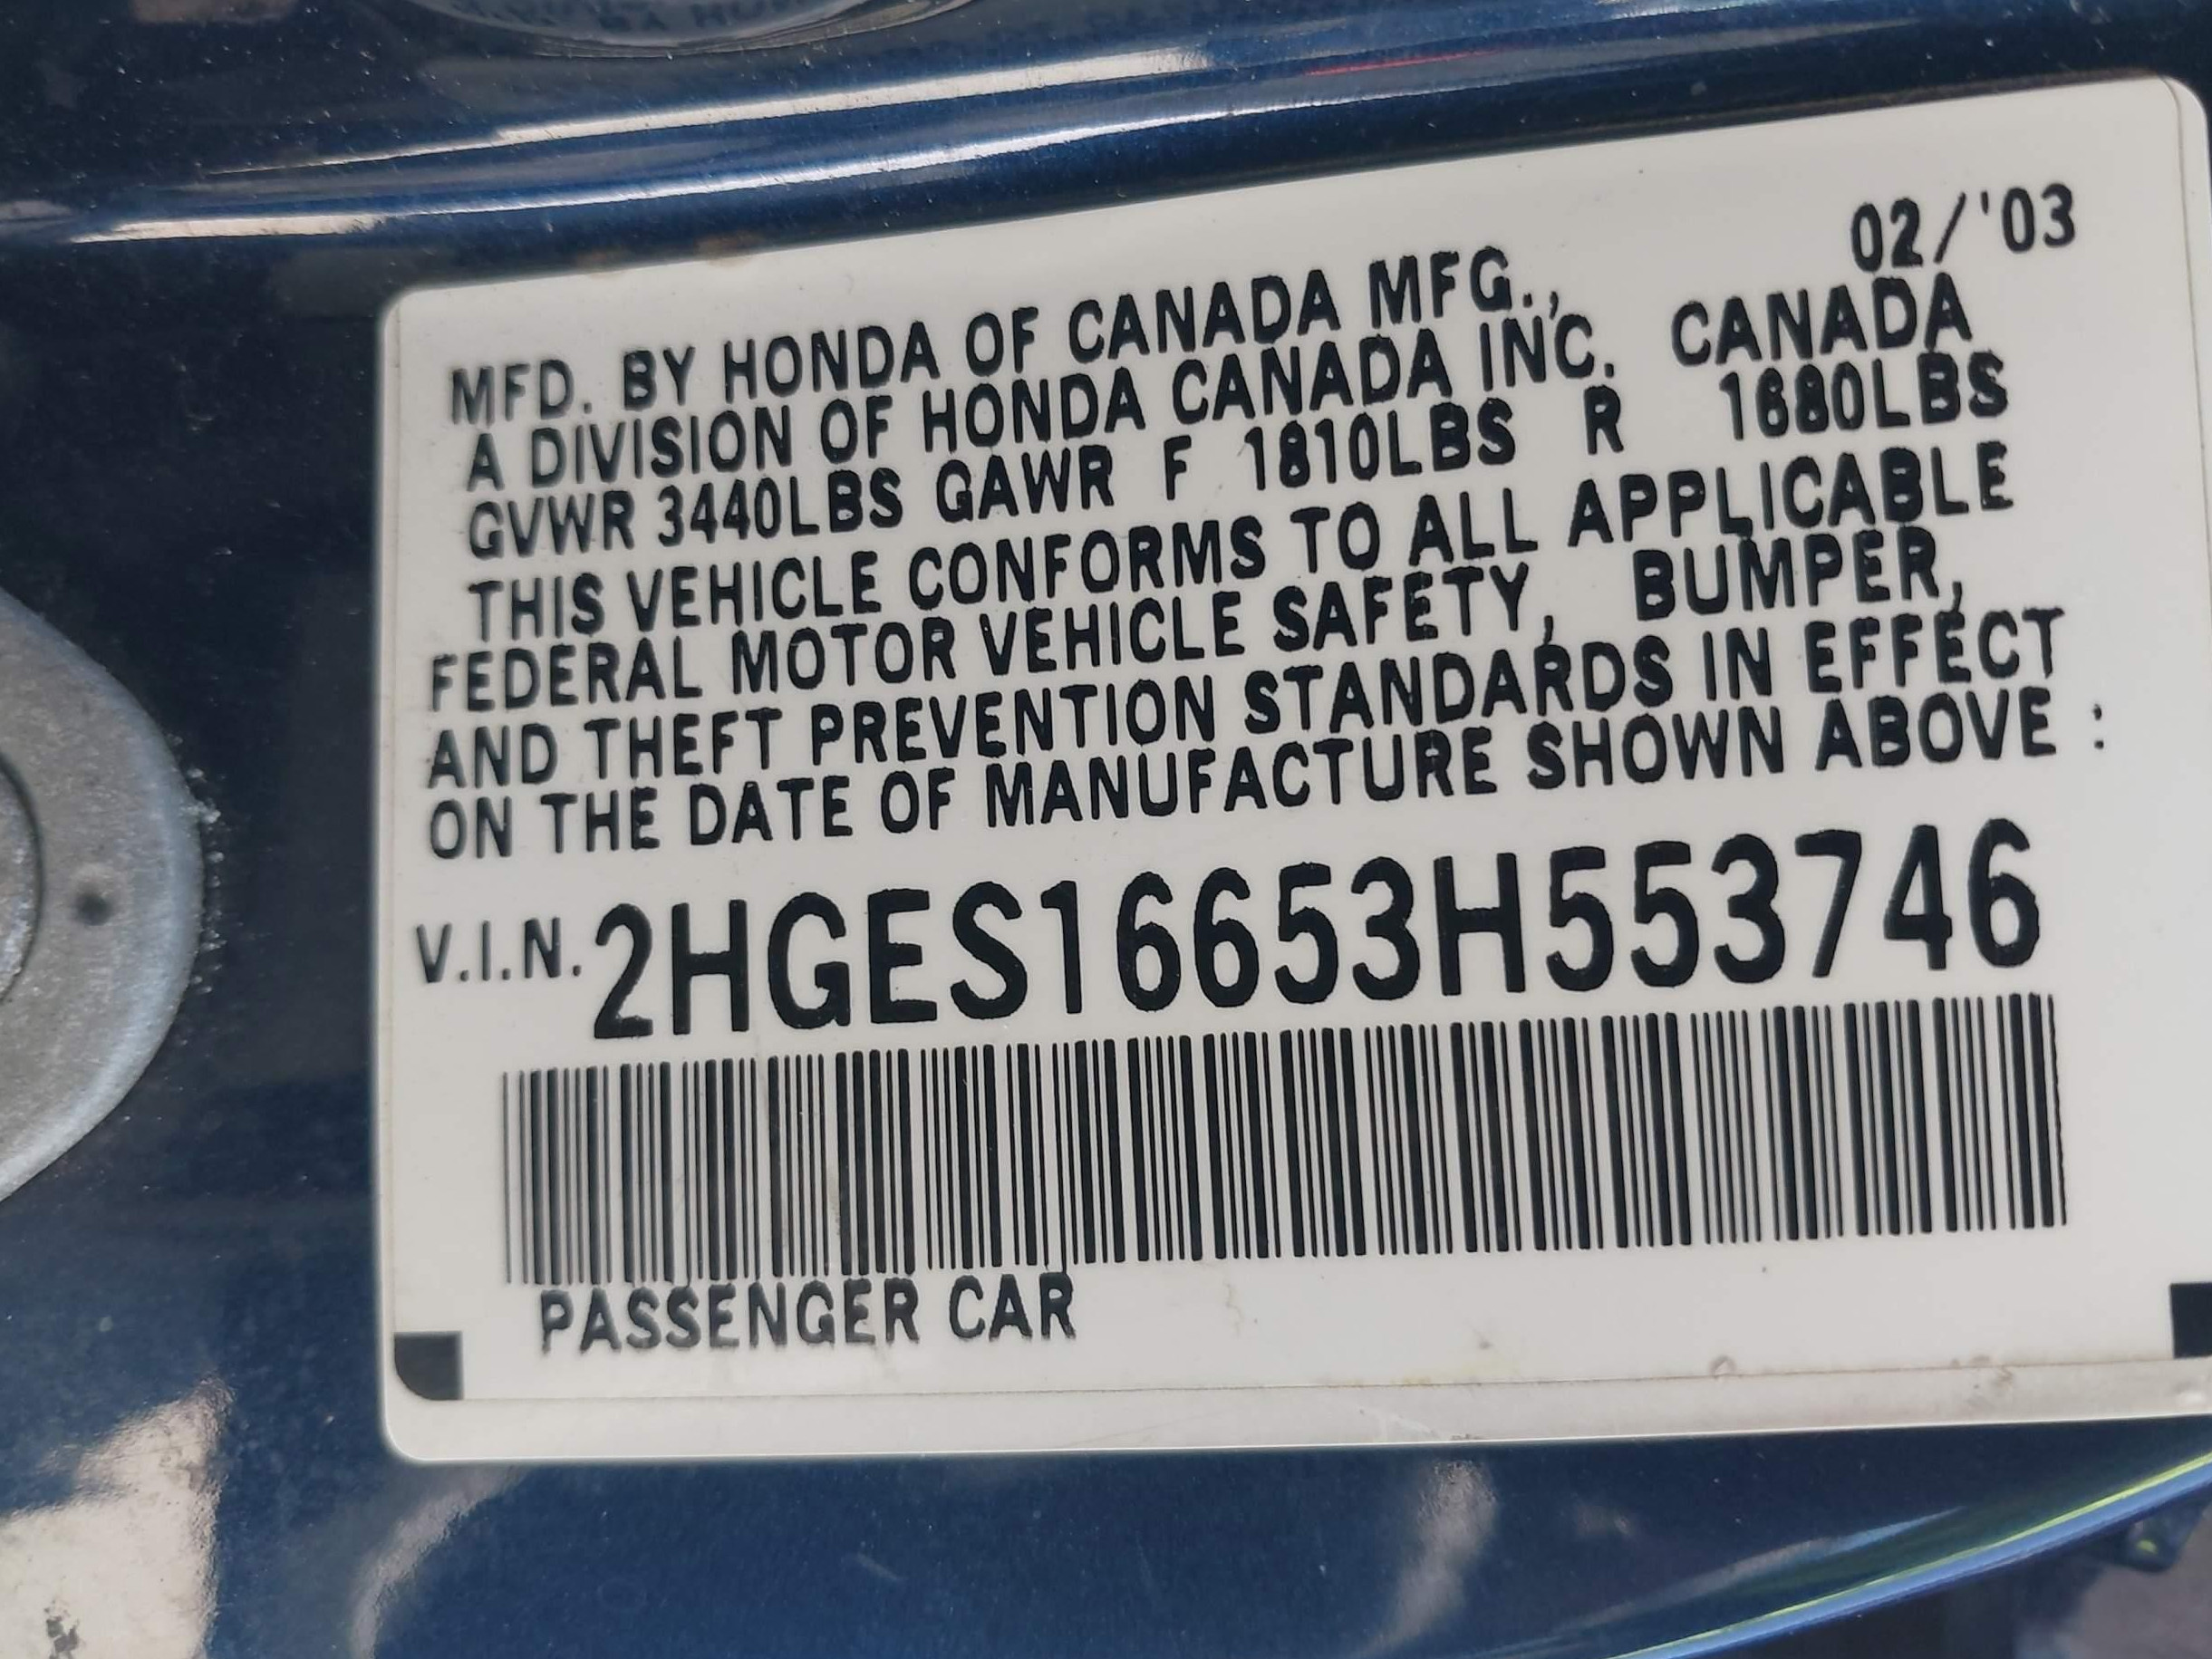 02/'03
MFD. BY HONDA OF CANADA MFG.,
A DIVISION OF HONDA CANADA INC. CANADA
GVWR 3440LBS GAWR F 1810LBS R 1680LBS
THIS VEHICLE CONFORMS TO ALL APPLICABLE
FEDERAL MOTOR VEHICLE SAFETY, BUMPER,
AND THEFT PREVENTION STANDARDS IN EFFECT
ON THE DATE OF MANUFACTURE SHOWN ABOVE :
V.I.N. 2HGES16653H553746
PASSENGER CAR